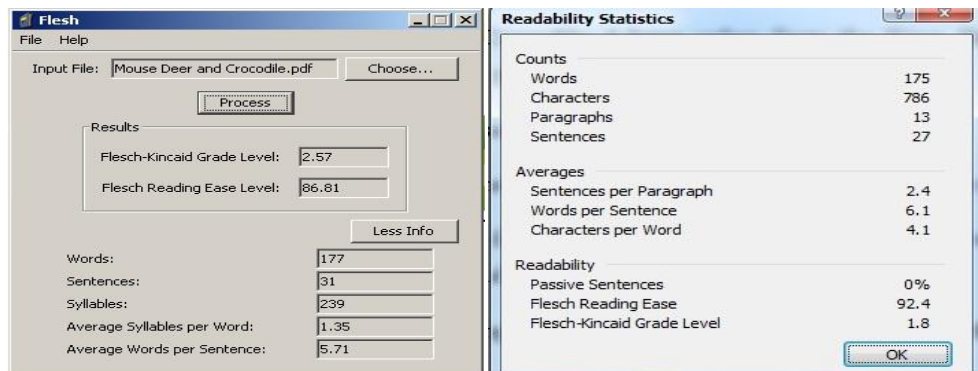 Flesh
File Help
Input File: Mouse Deer and Crocodile.pdf Choose...
Process
Results
Flesch-Kincaid Grade Level: 2.57
Flesch Reading Ease Level: 86.81
Less Info
Words: 177
Sentences: 31
Syllables: 239
Average Syllables per Word: 1.35
Average Words per Sentence: 5.71
Readability Statistics
Counts
Words 175
Characters 786
Paragraphs 13
Sentences 27
Averages
Sentences per Paragraph 2.4
Words per Sentence 6.1
Characters per Word 4.1
Readability
Passive Sentences 0%
Flesch Reading Ease 92.4
Flesch-Kincaid Grade Level 1.8
OK